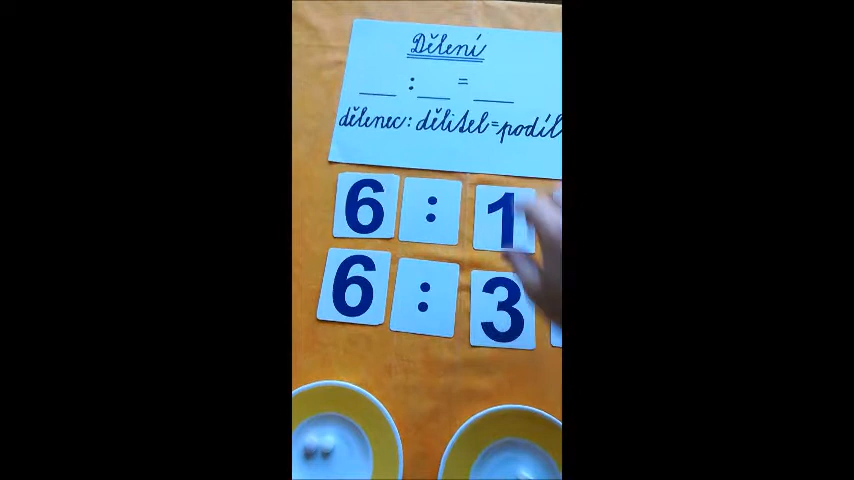 Dělení
___ : ___ = ___
dělenec : dělitel = podíl
6 : 1
6 : 3